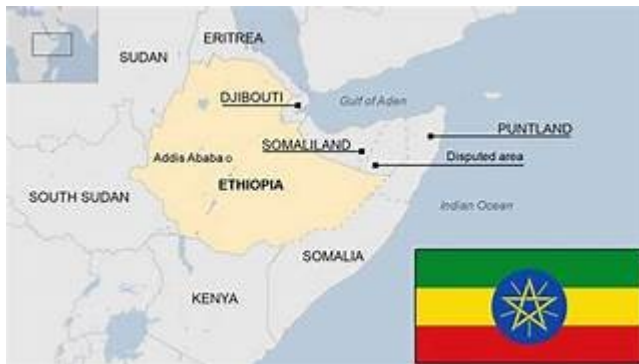 ERITREA
SUDAN
DJIBOUTI
Gulf of Aden
PUNTLAND
SOMALILAND
Disputed area
Addis Ababa
ETHIOPIA
SOUTH SUDAN
Indian Ocean
SOMALIA
KENYA